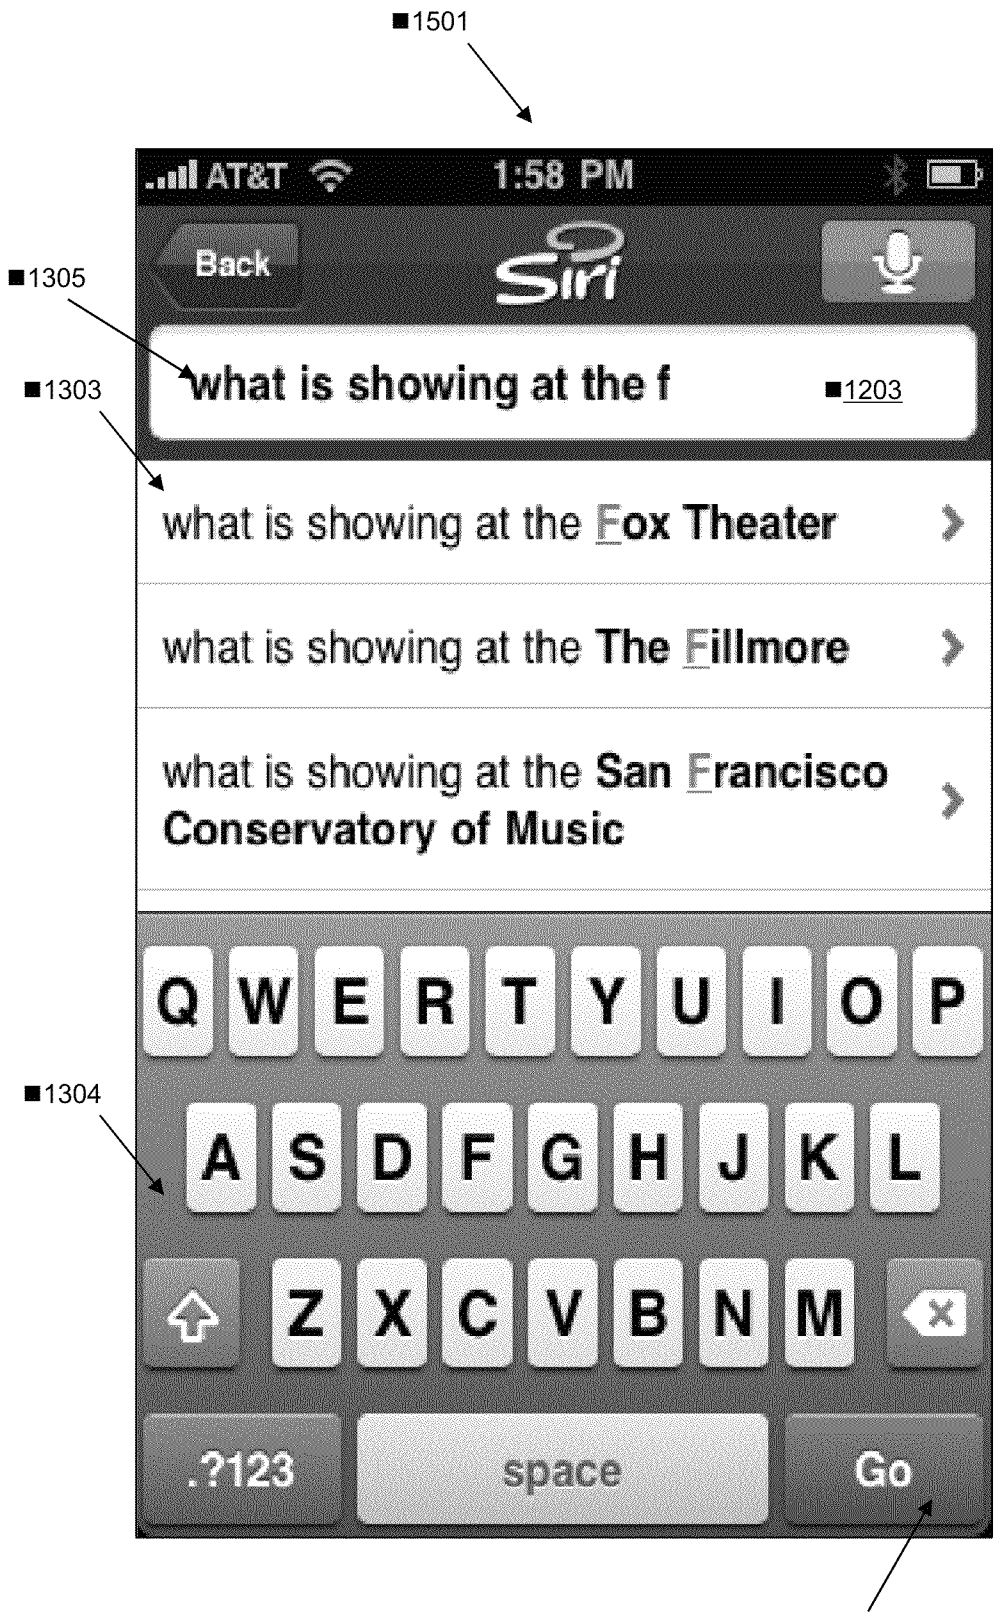 ■1501
AT&T 1:58 PM
Back Siri
■1305
what is showing at the f ■1203
■1303
what is showing at the Fox Theater
what is showing at the The Fillmore
what is showing at the San Francisco
Conservatory of Music
Q W E R T Y U I O P
■1304
A S D F G H J K L
Z X C V B N M
.?123 space Go